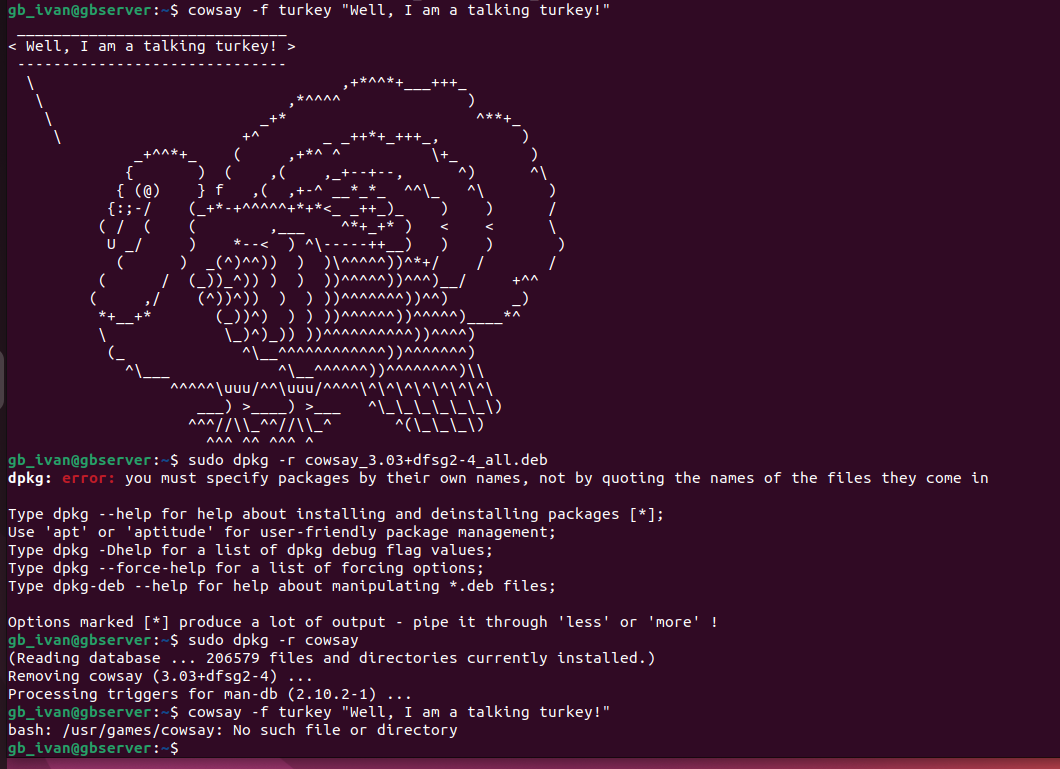 gb_ivan@gbserver:~$ cowsay -f turkey "Well, I am a talking turkey!"
 ______________________________
< Well, I am a talking turkey! >
 ------------------------------
  \                                  ,+*^^*+___+++_
   \                           ,*^^^^              )
    \                       _+*                     ^**+_
     \                    +^       _ _++*+_+++_,         )
              _+^^*+_    (     ,+*^ ^          \+_        )
             {       )  (    ,(    ,_+--+--,      ^)      ^\
            { (@)    } f   ,(  ,+-^ __*_*_  ^^\_   ^\       )
           {:;-/    (_+*-+^^^^^+*+*<_ _++_)_    )    )      /
          ( /  (    (        ,___    ^*+_+* )   <    <      \
           U _/     )    *--<  ) ^\-----++__)   )    )       )
            (      )  _(^)^^))  )  )\^^^^^))^*+/    /       /
          (      /  (_))_^)) )  )  ))^^^^^))^^^)__/     +^^
         (     ,/    (^))^))  )  ) ))^^^^^^^))^^)       _)
          *+__+*       (_))^)  ) ) ))^^^^^^))^^^^^)____*^
          \             \_)^)_)) ))^^^^^^^^^^))^^^^)
           (_             ^\__^^^^^^^^^^^^))^^^^^^^)
             ^\___            ^\__^^^^^^))^^^^^^^^)\\
                  ^^^^^\uuu/^^\uuu/^^^^\^\^\^\^\^\^\^\
                     ___) >____) >___   ^\_\_\_\_\_\_\)
                    ^^^//\\_^^//\\_^       ^(\_\_\_\)
                      ^^^ ^^ ^^^ ^
gb_ivan@gbserver:~$ sudo dpkg -r cowsay_3.03+dfsg2-4_all.deb
dpkg: error: you must specify packages by their own names, not by quoting the names of the files they come in

Type dpkg --help for help about installing and deinstalling packages [*];
Use 'apt' or 'aptitude' for user-friendly package management;
Type dpkg -Dhelp for a list of dpkg debug flag values;
Type dpkg --force-help for a list of forcing options;
Type dpkg-deb --help for help about manipulating *.deb files;

Options marked [*] produce a lot of output - pipe it through 'less' or 'more' !
gb_ivan@gbserver:~$ sudo dpkg -r cowsay
(Reading database ... 206579 files and directories currently installed.)
Removing cowsay (3.03+dfsg2-4) ...
Processing triggers for man-db (2.10.2-1) ...
gb_ivan@gbserver:~$ cowsay -f turkey "Well, I am a talking turkey!"
bash: /usr/games/cowsay: No such file or directory
gb_ivan@gbserver:~$